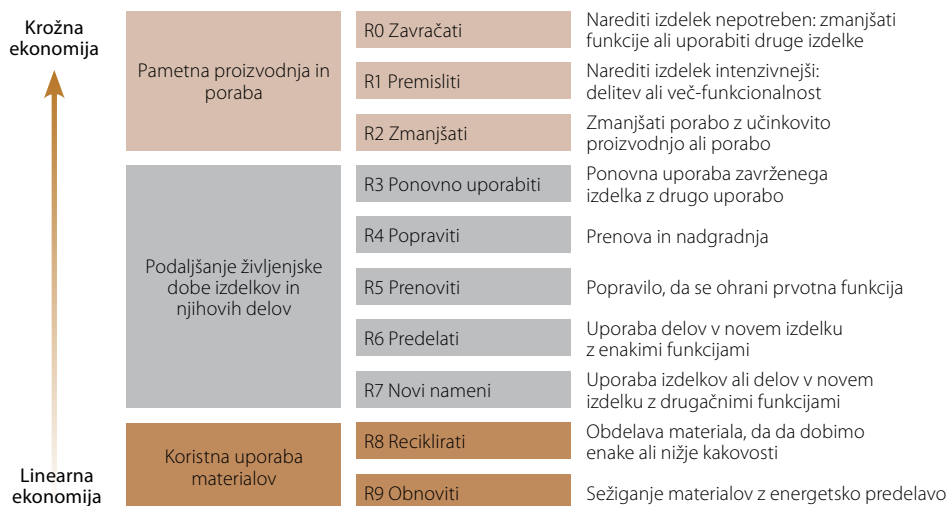 Krožna
ekonomija
Linearna
ekonomija
Pametna proizvodnja in
poraba
R0 Zavračati
Narediti izdelek nepotreben: zmanjšati
funkcije ali uporabiti druge izdelke
R1 Premisliti
Narediti izdelek intenzivnejši:
delitev ali več-funkcionalnost
R2 Zmanjšati
Zmanjšati porabo z učinkovito
proizvodnjo ali porabo
Podaljšanje življenjske
dobe izdelkov in
njihovih delov
R3 Ponovno uporabiti
Ponovna uporaba zavrženega
izdelka z drugo uporabo
R4 Popraviti
Prenova in nadgradnja
R5 Prenoviti
Popravilo, da se ohrani prvotna funkcija
R6 Predelati
Uporaba delov v novem izdelku
z enakimi funkcijami
R7 Novi nameni
Uporaba izdelkov ali delov v novem
izdelku z drugačnimi funkcijami
Koristna uporaba
materialov
R8 Reciklirati
Obdelava materiala, da da dobimo
enake ali nižje kakovosti
R9 Obnoviti
Sežiganje materialov z energetsko predelavo